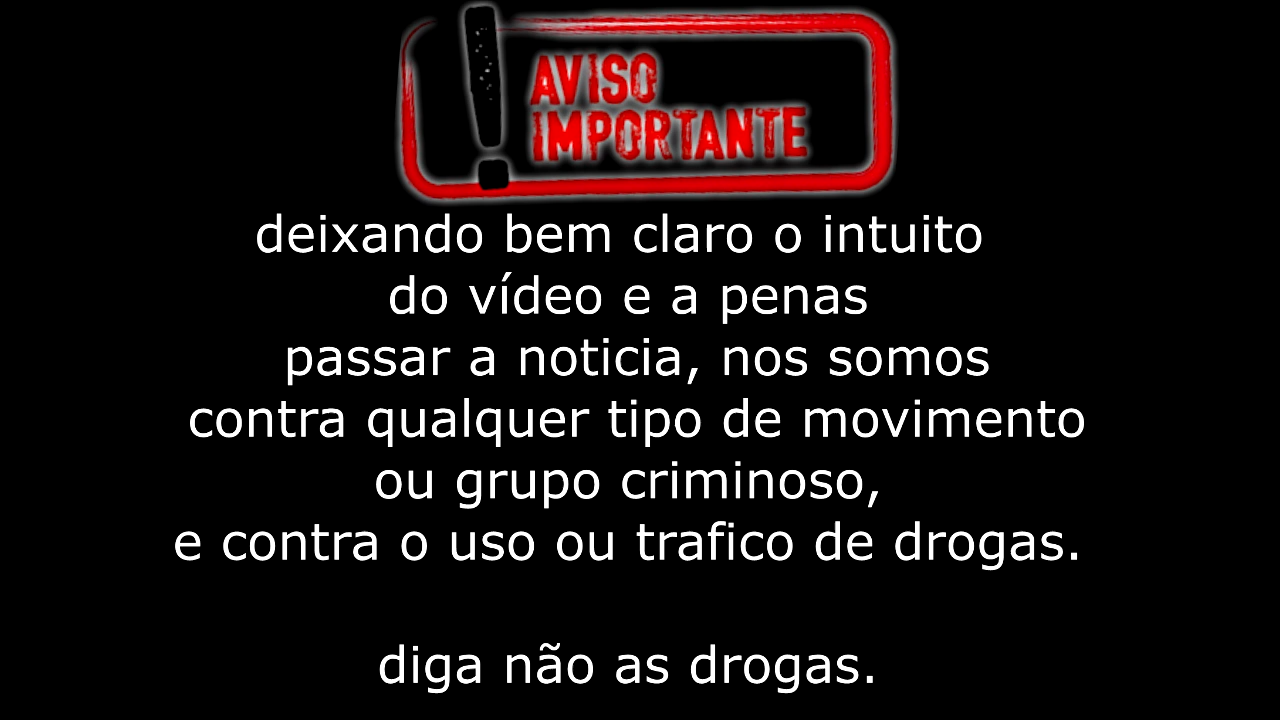 AVISO
IMPORTANTE
deixando bem claro o intuito
do vídeo e a penas
passar a noticia, nos somos
contra qualquer tipo de movimento
ou grupo criminoso,
e contra o uso ou trafico de drogas.
diga não as drogas.